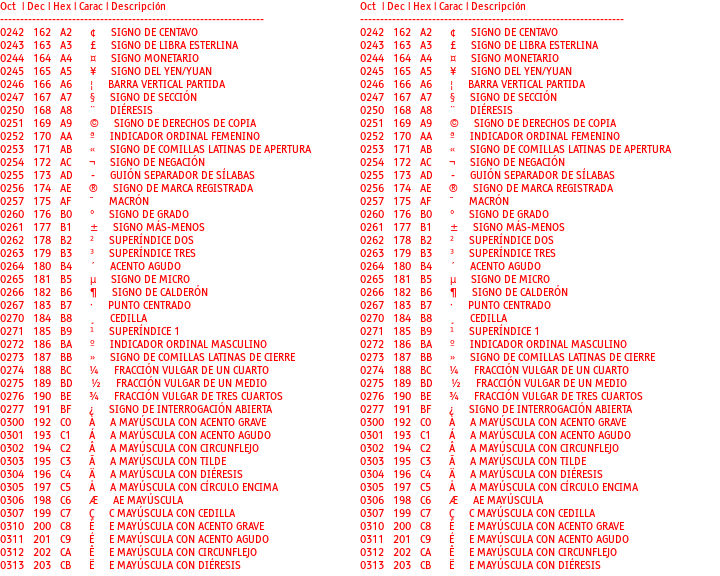 Oct | Dec | Hex | Carac | Descripción
------------------------------------------------------------------
0242 162 A2 ¢ SIGNO DE CENTAVO
0243 163 A3 £ SIGNO DE LIBRA ESTERLINA
0244 164 A4 ¤ SIGNO MONETARIO
0245 165 A5 ¥ SIGNO DEL YEN/YUAN
0246 166 A6 ¦ BARRA VERTICAL PARTIDA
0247 167 A7 § SIGNO DE SECCIÓN
0250 168 A8 ¨ DIÉRESIS
0251 169 A9 © SIGNO DE DERECHOS DE COPIA
0252 170 AA ª INDICADOR ORDINAL FEMENINO
0253 171 AB « SIGNO DE COMILLAS LATINAS DE APERTURA
0254 172 AC ¬ SIGNO DE NEGACIÓN
0255 173 AD - GUIÓN SEPARADOR DE SÍLABAS
0256 174 AE ® SIGNO DE MARCA REGISTRADA
0257 175 AF ¯ MACRÓN
0260 176 B0 ° SIGNO DE GRADO
0261 177 B1 ± SIGNO MÁS-MENOS
0262 178 B2 ² SUPERÍNDICE DOS
0263 179 B3 ³ SUPERÍNDICE TRES
0264 180 B4 ´ ACENTO AGUDO
0265 181 B5 µ SIGNO DE MICRO
0266 182 B6 ¶ SIGNO DE CALDERÓN
0267 183 B7 · PUNTO CENTRADO
0270 184 B8 ¸ CEDILLA
0271 185 B9 ¹ SUPERÍNDICE 1
0272 186 BA º INDICADOR ORDINAL MASCULINO
0273 187 BB » SIGNO DE COMILLAS LATINAS DE CIERRE
0274 188 BC ¼ FRACCIÓN VULGAR DE UN CUARTO
0275 189 BD ½ FRACCIÓN VULGAR DE UN MEDIO
0276 190 BE ¾ FRACCIÓN VULGAR DE TRES CUARTOS
0277 191 BF ¿ SIGNO DE INTERROGACIÓN ABIERTA
0300 192 C0 À A MAYÚSCULA CON ACENTO GRAVE
0301 193 C1 Á A MAYÚSCULA CON ACENTO AGUDO
0302 194 C2 Â A MAYÚSCULA CON CIRCUNFLEJO
0303 195 C3 Ã A MAYÚSCULA CON TILDE
0304 196 C4 Ä A MAYÚSCULA CON DIÉRESIS
0305 197 C5 Å A MAYÚSCULA CON CÍRCULO ENCIMA
0306 198 C6 Æ AE MAYÚSCULA
0307 199 C7 Ç C MAYÚSCULA CON CEDILLA
0310 200 C8 È E MAYÚSCULA CON ACENTO GRAVE
0311 201 C9 É E MAYÚSCULA CON ACENTO AGUDO
0312 202 CA Ê E MAYÚSCULA CON CIRCUNFLEJO
0313 203 CB Ë E MAYÚSCULA CON DIÉRESIS
Oct | Dec | Hex | Carac | Descripción
------------------------------------------------------------------
0242 162 A2 ¢ SIGNO DE CENTAVO
0243 163 A3 £ SIGNO DE LIBRA ESTERLINA
0244 164 A4 ¤ SIGNO MONETARIO
0245 165 A5 ¥ SIGNO DEL YEN/YUAN
0246 166 A6 ¦ BARRA VERTICAL PARTIDA
0247 167 A7 § SIGNO DE SECCIÓN
0250 168 A8 ¨ DIÉRESIS
0251 169 A9 © SIGNO DE DERECHOS DE COPIA
0252 170 AA ª INDICADOR ORDINAL FEMENINO
0253 171 AB « SIGNO DE COMILLAS LATINAS DE APERTURA
0254 172 AC ¬ SIGNO DE NEGACIÓN
0255 173 AD - GUIÓN SEPARADOR DE SÍLABAS
0256 174 AE ® SIGNO DE MARCA REGISTRADA
0257 175 AF ¯ MACRÓN
0260 176 B0 ° SIGNO DE GRADO
0261 177 B1 ± SIGNO MÁS-MENOS
0262 178 B2 ² SUPERÍNDICE DOS
0263 179 B3 ³ SUPERÍNDICE TRES
0264 180 B4 ´ ACENTO AGUDO
0265 181 B5 µ SIGNO DE MICRO
0266 182 B6 ¶ SIGNO DE CALDERÓN
0267 183 B7 · PUNTO CENTRADO
0270 184 B8 ¸ CEDILLA
0271 185 B9 ¹ SUPERÍNDICE 1
0272 186 BA º INDICADOR ORDINAL MASCULINO
0273 187 BB » SIGNO DE COMILLAS LATINAS DE CIERRE
0274 188 BC ¼ FRACCIÓN VULGAR DE UN CUARTO
0275 189 BD ½ FRACCIÓN VULGAR DE UN MEDIO
0276 190 BE ¾ FRACCIÓN VULGAR DE TRES CUARTOS
0277 191 BF ¿ SIGNO DE INTERROGACIÓN ABIERTA
0300 192 C0 À A MAYÚSCULA CON ACENTO GRAVE
0301 193 C1 Á A MAYÚSCULA CON ACENTO AGUDO
0302 194 C2 Â A MAYÚSCULA CON CIRCUNFLEJO
0303 195 C3 Ã A MAYÚSCULA CON TILDE
0304 196 C4 Ä A MAYÚSCULA CON DIÉRESIS
0305 197 C5 Å A MAYÚSCULA CON CÍRCULO ENCIMA
0306 198 C6 Æ AE MAYÚSCULA
0307 199 C7 Ç C MAYÚSCULA CON CEDILLA
0310 200 C8 È E MAYÚSCULA CON ACENTO GRAVE
0311 201 C9 É E MAYÚSCULA CON ACENTO AGUDO
0312 202 CA Ê E MAYÚSCULA CON CIRCUNFLEJO
0313 203 CB Ë E MAYÚSCULA CON DIÉRESIS